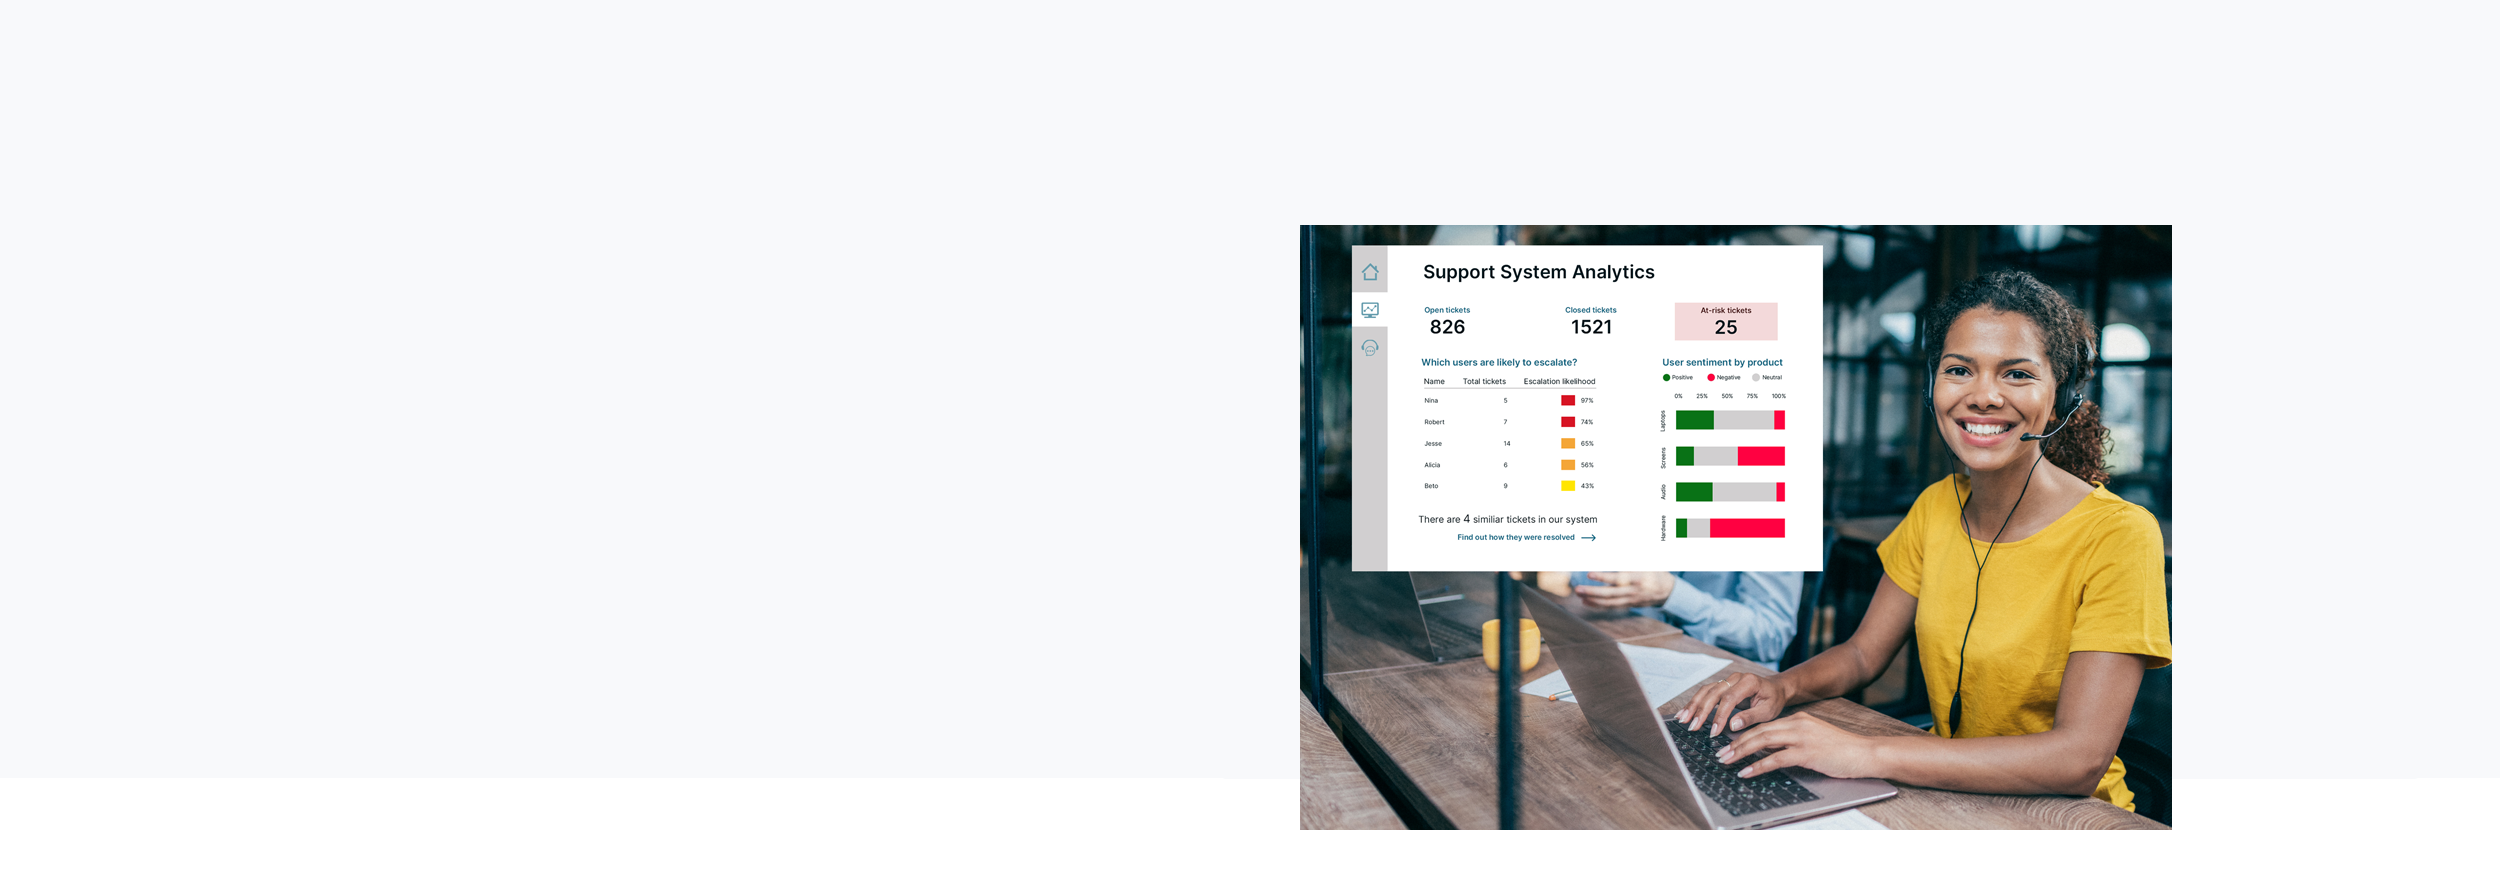 Support System Analytics
Open tickets Closed tickets At-risk tickets
826 1521 25
Which users are likely to escalate?
Name Total tickets Escalation likelihood
Nina 5 97%
Robert 7 74%
Jesse 14 65%
Alicia 6 56%
Beto 9 43%
There are 4 similiar tickets in our system
Find out how they were resolved
User sentiment by product
Positive Negative Neutral
0% 25% 50% 75% 100%
Laptops
Screens
Audio
Hardware